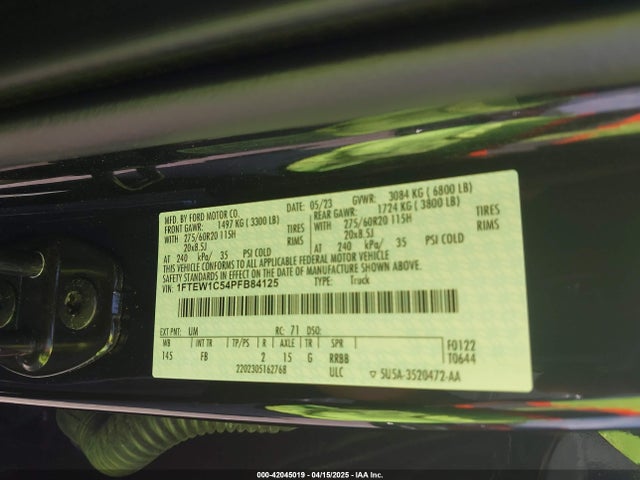 MFD. BY FORD MOTOR CO. DATE: 05/23 GVWR: 3084 KG ( 6800 LB)
FRONT GAWR: 1497 KG ( 3300 LB) REAR GAWR: 1724 KG ( 3800 LB)
WITH 275/60R20 115H TIRES WITH 275/60R20 115H TIRES
20x8.5J RIMS 20x8.5J RIMS
AT 240 kPa/ 35 PSI COLD AT 240 kPa/ 35 PSI COLD
THIS VEHICLE CONFORMS TO ALL APPLICABLE FEDERAL MOTOR VEHICLE
SAFETY STANDARDS IN EFFECT ON THE DATE OF MANUFACTURE SHOWN ABOVE.
VIN: 1FTEW1C54PFB84125 TYPE: Truck
EXT PNT: UM RC: 71 DSO:
WB INT TR TP/PS R AXLE TR SPR F0122
145 FB 2 15 G RRBB T0644
2202305162768 ULC ▽ SU5A-3520472-AA
000-42045019 - 04/15/2025 - IAA Inc.